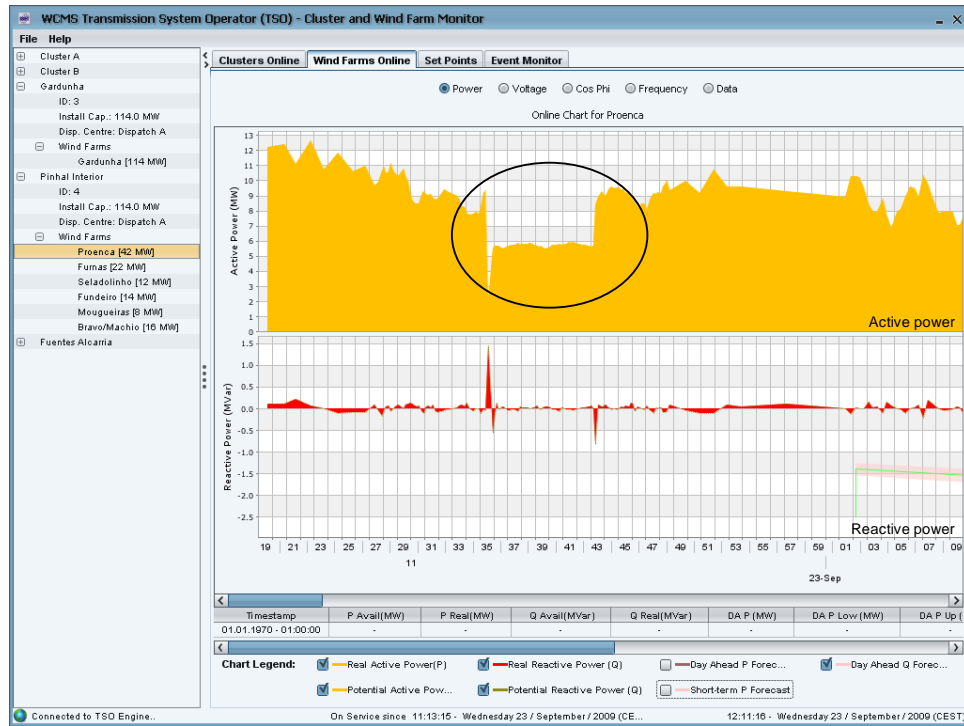 WCMS Transmission System Operator (TSO) - Cluster and Wind Farm Monitor
File Help
Cluster A
Cluster B
Gardunha
ID: 3
Install Cap.: 114.0 MW
Disp. Centre: Dispatch A
Wind Farms
Gardunha [114 MW]
Pinhal Interior
ID: 4
Install Cap.: 114.0 MW
Disp. Centre: Dispatch A
Wind Farms
Proenca [42 MW]
Furnas [22 MW]
Seladolinho [12 MW]
Fundeiro [14 MW]
Mougueiras [8 MW]
Bravo/Machio [16 MW]
Fuentes Alcarria
Clusters Online Wind Farms Online Set Points Event Monitor
Power Voltage Cos Phi Frequency Data
Online Chart for Proenca
Active Power (MW)
13
12
11
10
9
8
7
6
5
4
3
2
1
0
Active power
Reactive Power (MVar)
1.5
1.0
0.5
0.0
-0.5
-1.0
-1.5
-2.0
-2.5
Reactive power
19 21 23 25 27 29 31 33 35 37 39 41 43 45 47 49 51 53 55 57 59 01 03 05 07 09
11
23-Sep
Timestamp P Avail(MW) P Real(MW) Q Avail(MVar) Q Real(MVar) DA P (MW) DA P Low (MW) DA P Up (
01.01.1970 - 01:00:00 - - - - - - -
Chart Legend: Real Active Power(P) Real Reactive Power (Q) Day Ahead P Forec... Day Ahead Q Forec...
Potential Active Pow... Potential Reactive Power (Q) Short-term P Forecast
Connected to TSO Engine.. On Service since 11:13:15 - Wednesday 23 / September / 2009 (CE... 12:11:16 - Wednesday 23 / September / 2009 (CEST)